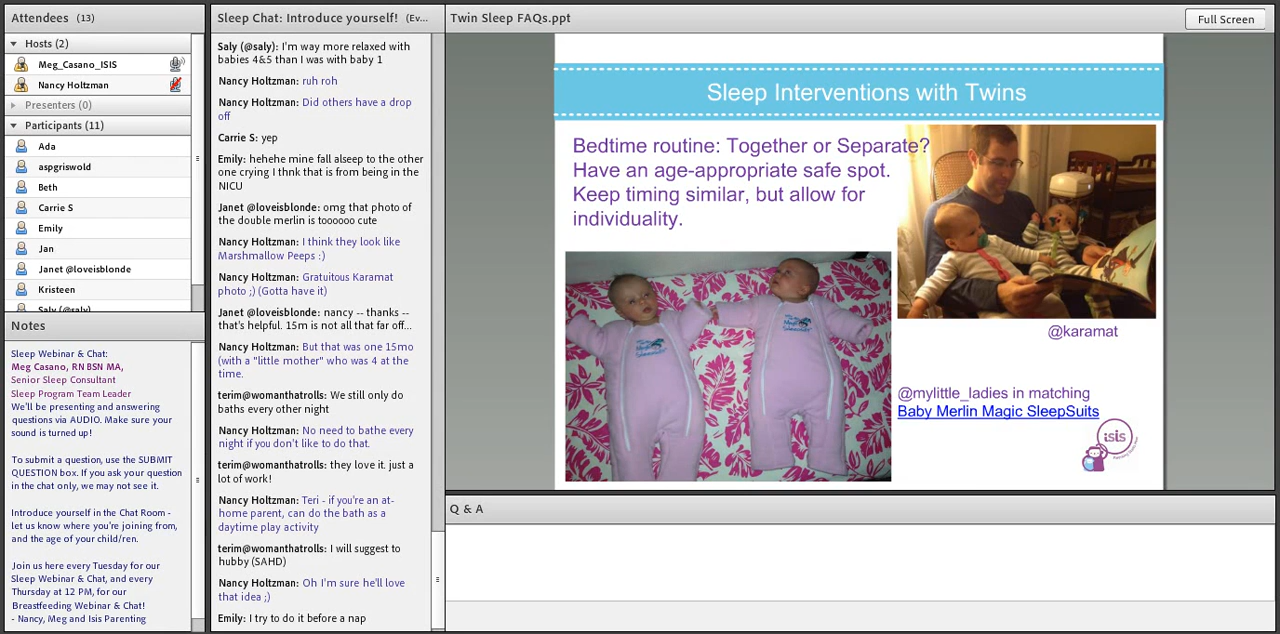 Attendees (13)
Hosts (2)
Meg_Casano_ISIS
Nancy Holtzman
Presenters (0)
Participants (11)
Ada
aspgriswold
Beth
Carrie S
Emily
Jan
Janet @loveisblonde
Kristeen
Saly (@saly)
Notes
Sleep Webinar & Chat:
Meg Casano, RN BSN MA,
Senior Sleep Consultant
Sleep Program Team Leader
We'll be presenting and answering
questions via AUDIO. Make sure your
sound is turned up!
To submit a question, use the SUBMIT
QUESTION box. If you ask your question
in the chat only, we may not see it.
Introduce yourself in the Chat Room -
let us know where you're joining from,
and the age of your child/ren.
Join us here every Tuesday for our
Sleep Webinar & Chat, and every
Thursday at 12 PM, for our
Breastfeeding Webinar & Chat!
- Nancy, Meg and Isis Parenting
Sleep Chat: Introduce yourself! (Ev...
Saly (@saly): I'm way more relaxed with
babies 4&5 than I was with baby 1
Nancy Holtzman: ruh roh
Nancy Holtzman: Did others have a drop
off
Carrie S: yep
Emily: hehehe mine fall alseep to the other
one crying I thnk that is from being in the
NICU
Janet @loveisblonde: omg that photo of
the double merlin is toooooo cute
Nancy Holtzman: I think they look like
Marshmallow Peeps :)
Nancy Holtzman: Gratuitous Karamat
photo ;) (Gotta have it)
Janet @loveisblonde: nancy -- thanks --
that's helpful. 15m is not all that far off...
Nancy Holtzman: But that was one 15mo
(with a "little mother" who was 4 at the
time.
terim@womanthatrolls: We still only do
baths every other night
Nancy Holtzman: No need to bathe every
night if you don't like to do that.
terim@womanthatrolls: they love it. just a
lot of work!
Nancy Holtzman: Teri - if you're an at-
home parent, can do the bath as a
daytime play activity
terim@womanthatrolls: I will suggest to
hubby (SAHD)
Nancy Holtzman: Oh I'm sure he'll love
that idea ;)
Emily: I try to do it before a nap
Twin Sleep FAQs.ppt
Full Screen
Sleep Interventions with Twins
Bedtime routine: Together or Separate?
Have an age-appropriate safe spot.
Keep timing similar, but allow for
individuality.
@karamat
@mylittle_ladies in matching
Baby Merlin Magic SleepSuits
isis
Q & A